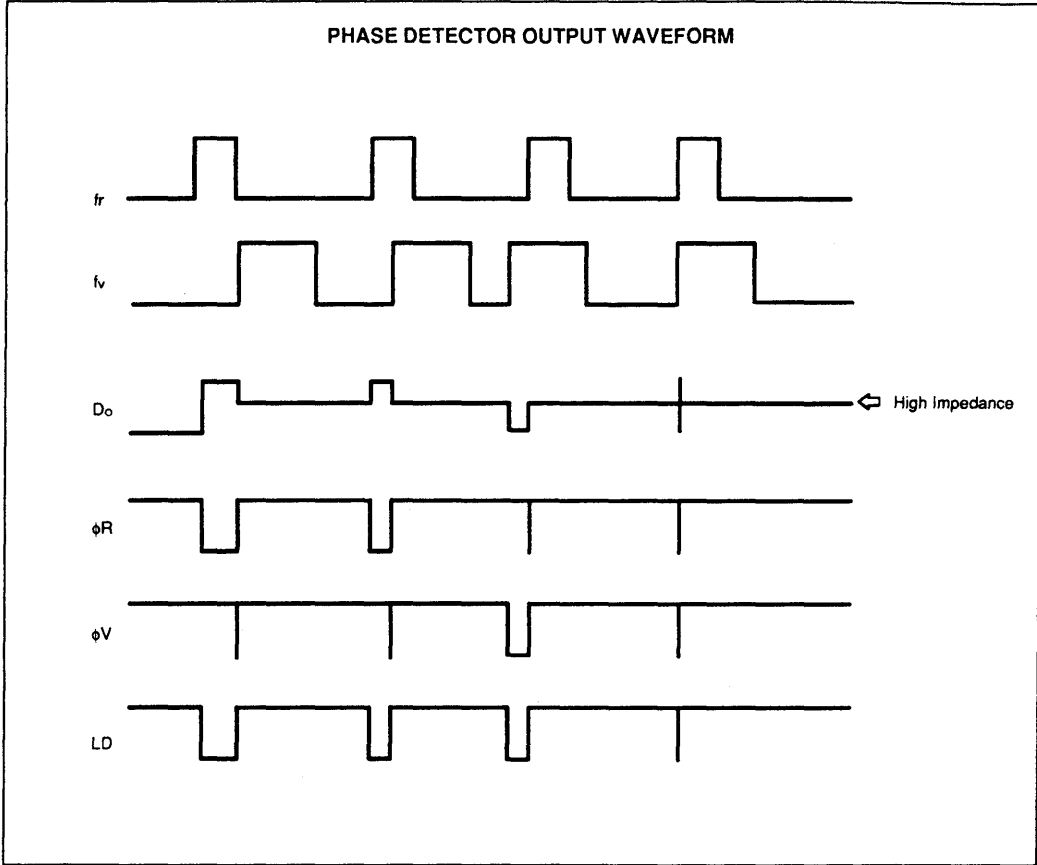 PHASE DETECTOR OUTPUT WAVEFORM
fr
fv
Do
High Impedance
φR
φV
LD